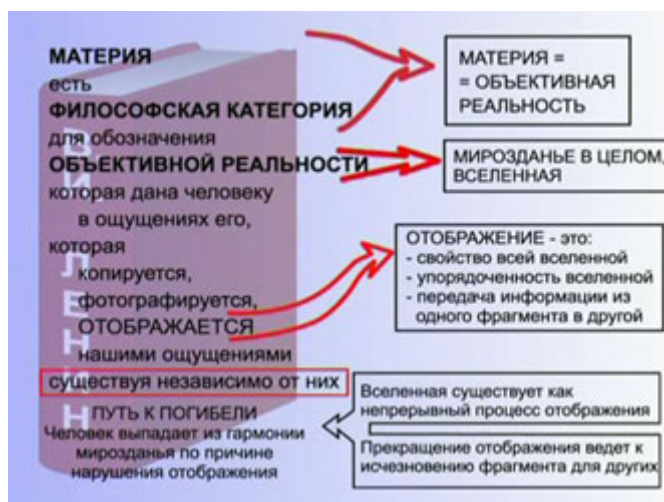 МАТЕРИЯ
есть
ФИЛОСОФСКАЯ КАТЕГОРИЯ
для обозначения
ОБЪЕКТИВНОЙ РЕАЛЬНОСТИ
которая дана человеку
в ощущениях его,
которая
копируется,
фотографируется,
ОТОБРАЖАЕТСЯ
нашими ощущениями
существуя независимо от них
ПУТЬ К ПОГИБЕЛИ
Человек выпадает из гармонии
мирозданья по причине
нарушения отображения
МАТЕРИЯ =
= ОБЪЕКТИВНАЯ
РЕАЛЬНОСТЬ
МИРОЗДАНЬЕ В ЦЕЛОМ,
ВСЕЛЕННАЯ
ОТОБРАЖЕНИЕ - это:
- свойство всей вселенной
- упорядоченность вселенной
- передача информации из
одного фрагмента в другой
Вселенная существует как
непрерывный процесс отображения
Прекращение отображения ведет к
исчезновению фрагмента для других